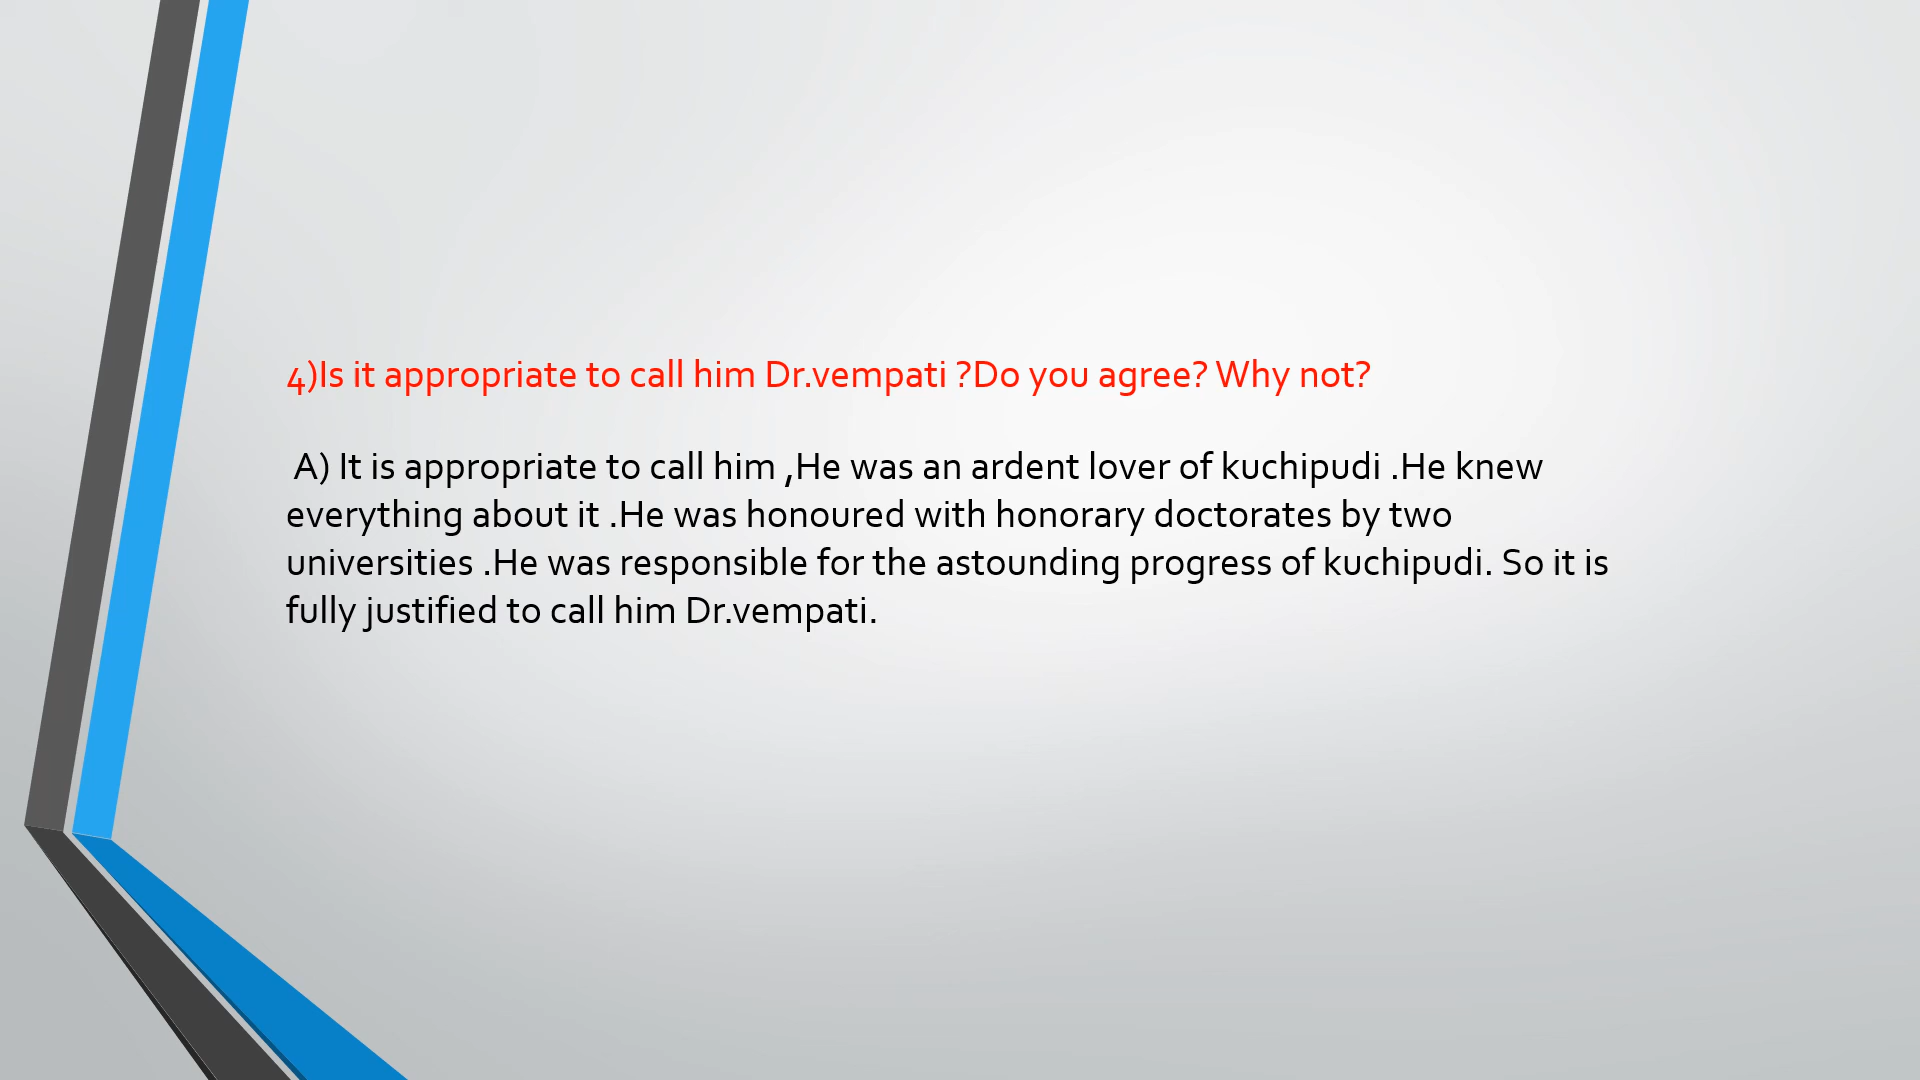 4)Is it appropriate to call him Dr.vempati ?Do you agree? Why not?
A) It is appropriate to call him ,He was an ardent lover of kuchipudi .He knew
everything about it .He was honoured with honorary doctorates by two
universities .He was responsible for the astounding progress of kuchipudi. So it is
fully justified to call him Dr.vempati.